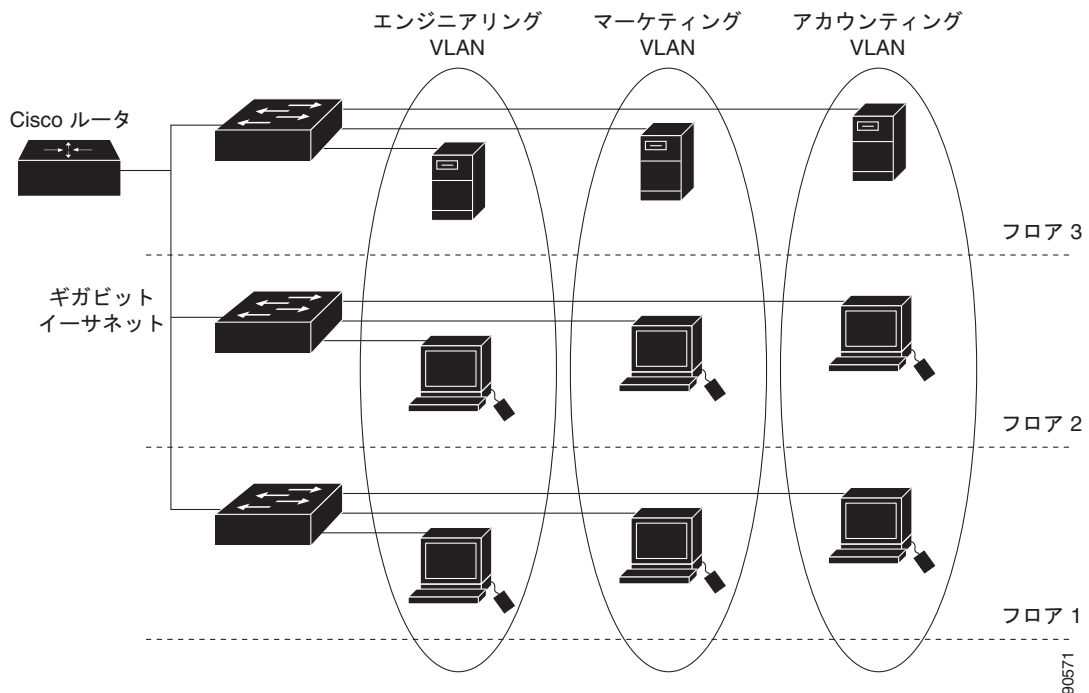 エンジニアリング
VLAN
マーケティング
VLAN
アカウンティング
VLAN
Cisco ルータ
フロア 3
ギガビット
イーサネット
フロア 2
フロア 1
90571